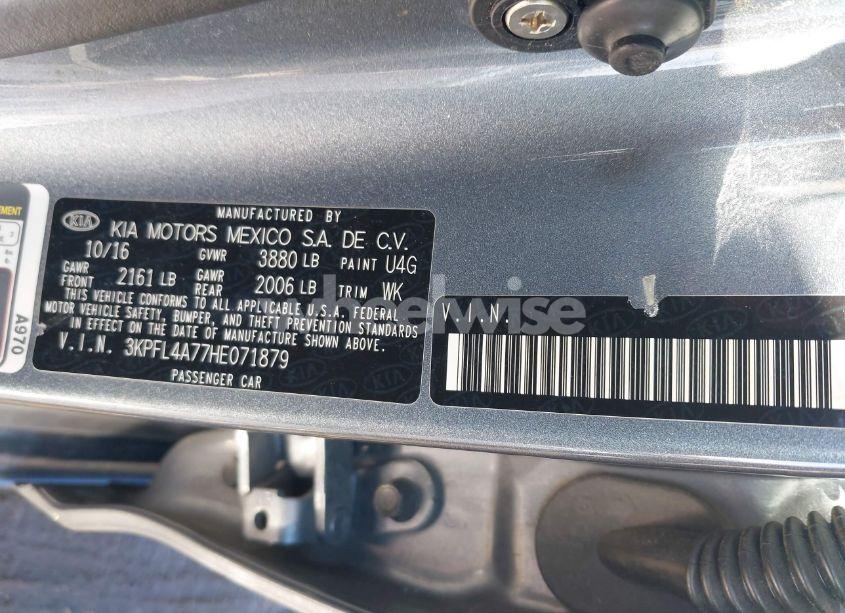 EMENT
A970
KIA
MANUFACTURED BY
KIA MOTORS MEXICO S.A. DE C.V.
10/16 GVWR 3880 LB PAINT U4G
GAWR FRONT 2161 LB GAWR REAR 2006 LB TRIM WK
THIS VEHICLE CONFORMS TO ALL APPLICABLE U.S.A. FEDERAL
MOTOR VEHICLE SAFETY, BUMPER, AND THEFT PREVENTION STANDARDS
IN EFFECT ON THE DATE OF MANUFACTURE SHOWN ABOVE.
V.I.N. 3KPFL4A77HE071879
PASSENGER CAR
V.I.N.
wheelwise